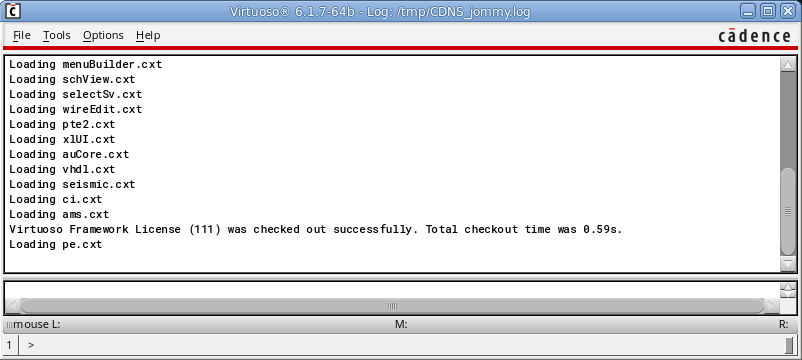 Virtuoso® 6.1.7-64b - Log: /tmp/CDNS_jommy.log
File Tools Options Help cādence
Loading menuBuilder.cxt
Loading schView.cxt
Loading selectSv.cxt
Loading wireEdit.cxt
Loading pte2.cxt
Loading xlUI.cxt
Loading auCore.cxt
Loading vhdl.cxt
Loading seismic.cxt
Loading ci.cxt
Loading ams.cxt
Virtuoso Framework License (111) was checked out successfully. Total checkout time was 0.59s.
Loading pe.cxt
mouse L: M: R:
1 >